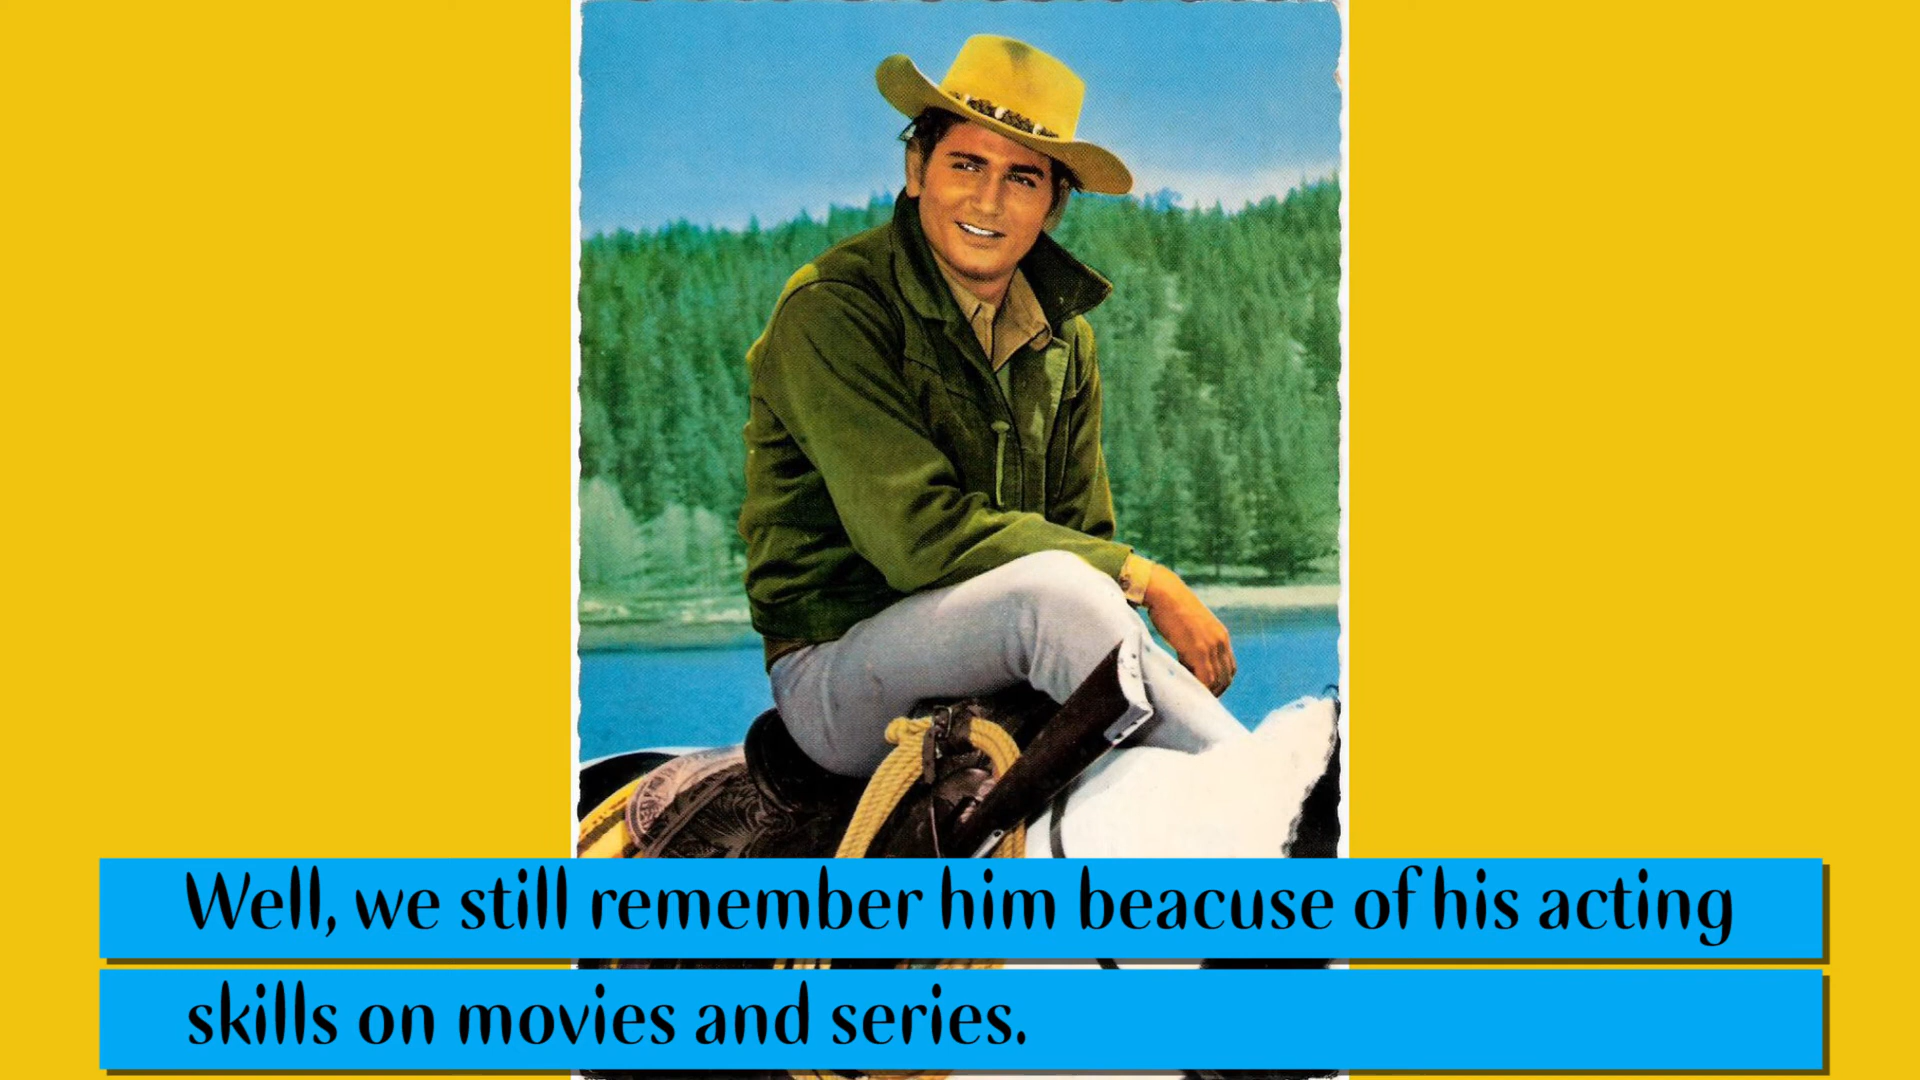 Well, we still remember him beacuse of his acting
skills on movies and series.